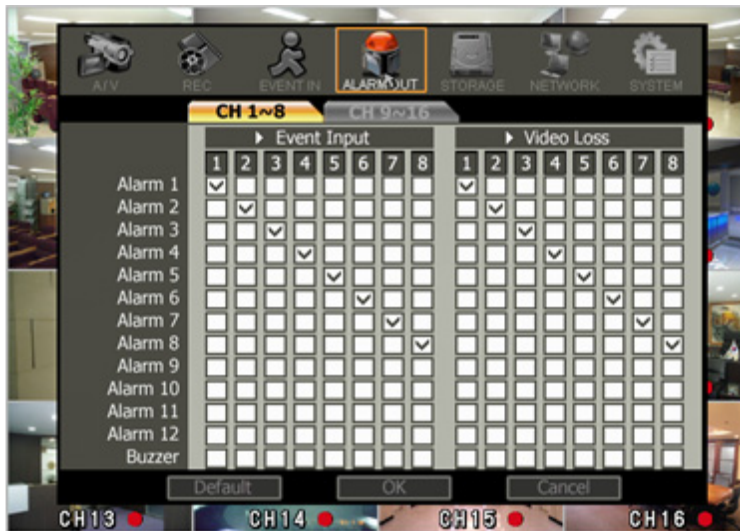 A/V REC EVENT IN ALARM OUT STORAGE NETWORK SYSTEM
CH 1~8 CH 9~16
Event Input Video Loss
1 2 3 4 5 6 7 8 1 2 3 4 5 6 7 8
Alarm 1
Alarm 2
Alarm 3
Alarm 4
Alarm 5
Alarm 6
Alarm 7
Alarm 8
Alarm 9
Alarm 10
Alarm 11
Alarm 12
Buzzer
Default OK Cancel
CH13 CH14 CH15 CH16